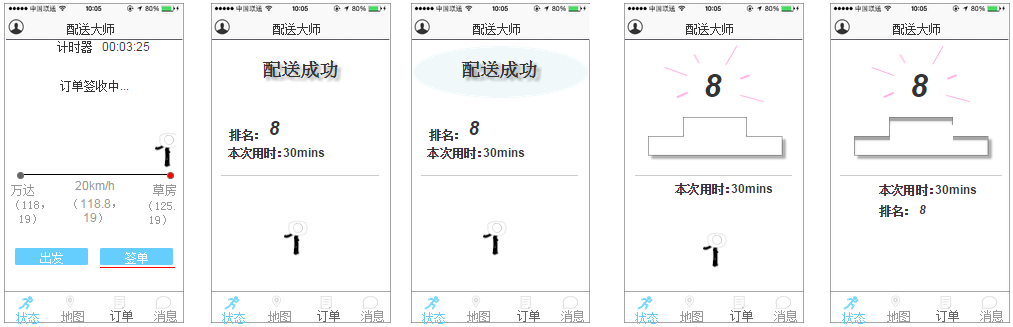 中国联通 10:05 80%
配送大师
计时器 00:03:25
订单签收中...
20km/h
万达 草房
（118， （118.8， （125.
19） 19） 19）
出发 签单
状态 地图 订单 消息
中国联通 10:05 80%
配送大师
配送成功
排名： 8
本次用时:30mins
状态 地图 订单 消息
中国联通 10:05 80%
配送大师
配送成功
排名： 8
本次用时:30mins
状态 地图 订单 消息
中国联通 10:05 80%
配送大师
8
本次用时:30mins
状态 地图 订单 消息
中国联通 10:05 80%
配送大师
8
本次用时:30mins
排名： 8
状态 地图 订单 消息